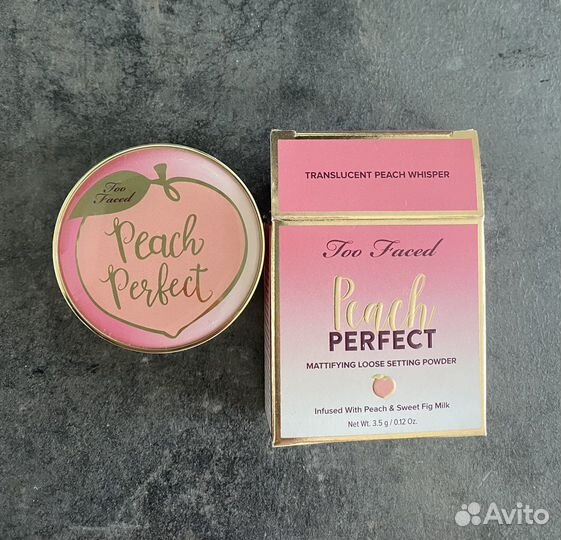 Too
Faced
Peach
Perfect
TRANSLUCENT PEACH WHISPER
Too Faced
Peach
PERFECT
MATTIFYING LOOSE SETTING POWDER
Infused With Peach & Sweet Fig Milk
Net Wt. 3.5 g / 0.12 Oz.
Avito